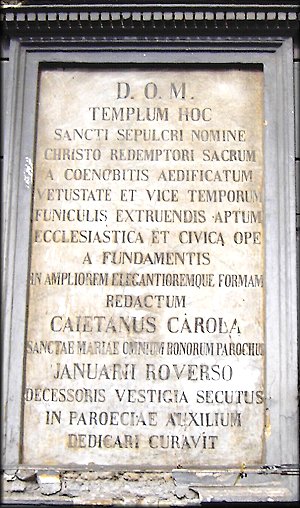 D. O. M.
TEMPLUM HOC
SANCTI SEPULCRI NOMINE
CHRISTO REDEMPTORI SACRUM
A COENOBITIS AEDIFICATUM
VETUSTATE ET VICE TEMPORUM
FUNICULIS EXTRUENDIS APTUM
ECCLESIASTICA ET CIVICA OPE
A FUNDAMENTIS
IN AMPLIOREM ELEGANTIOREMQUE FORMAM
REDACTUM
CAIETANUS CAROLA
SANCTAE MARIAE OMNIUM BONORUM PAROCHUS
JANUARII ROVERSO
DECESSORIS VESTIGIA SECUTUS
IN PAROECIAE AUXILIUM
DEDICARI CURAVIT